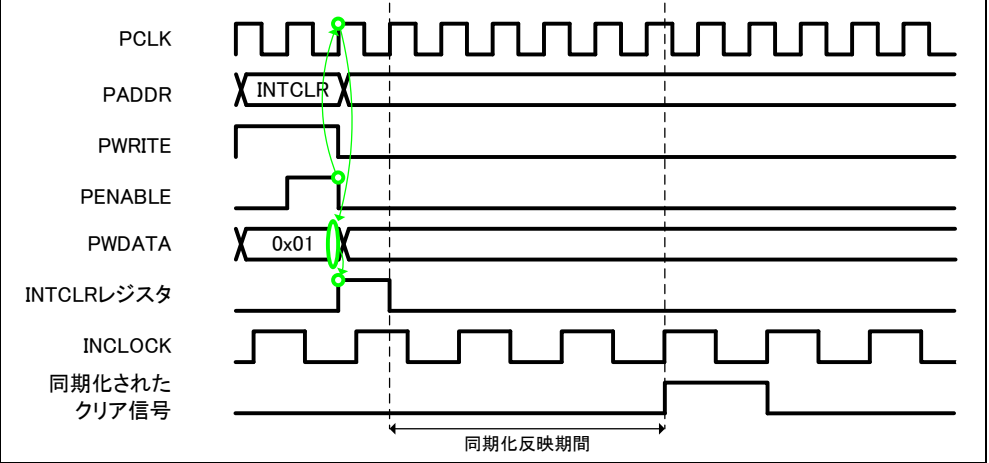 PCLK
PADDR
INTCLR
PWRITE
PENABLE
PWDATA
0x01
INTCLRレジスタ
INCLOCK
同期化された
クリア信号
同期化反映期間